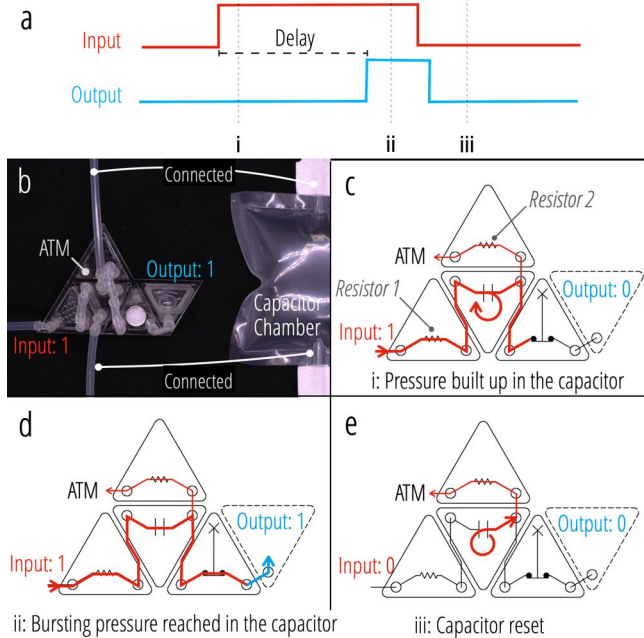 a
Input
Delay
Output
i
ii
iii
b
Connected
ATM
Output: 1
Capacitor
Chamber
Input: 1
Connected
c
Resistor 2
ATM
Resistor 1
Output: 0
Input: 1
i: Pressure built up in the capacitor
d
ATM
Output: 1
Input: 1
ii: Bursting pressure reached in the capacitor
e
ATM
Output: 0
Input: 0
iii: Capacitor reset